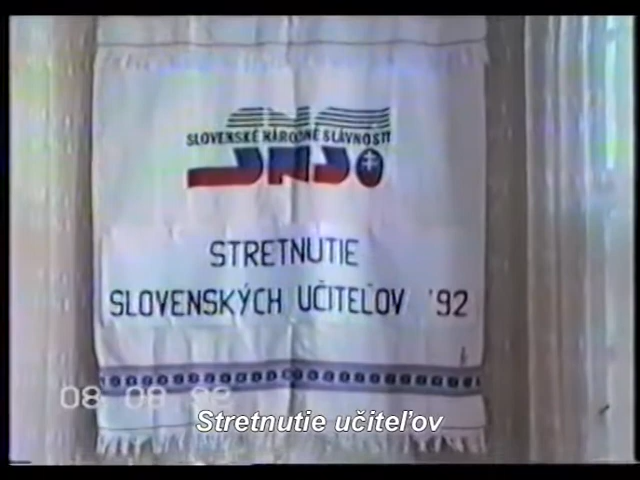 SLOVENSKÉ NÁRODNÉ SLÁVNOSTI
SNS
STRETNUTIE
SLOVENSKÝCH UČITEĽOV '92
Stretnutie učiteľov